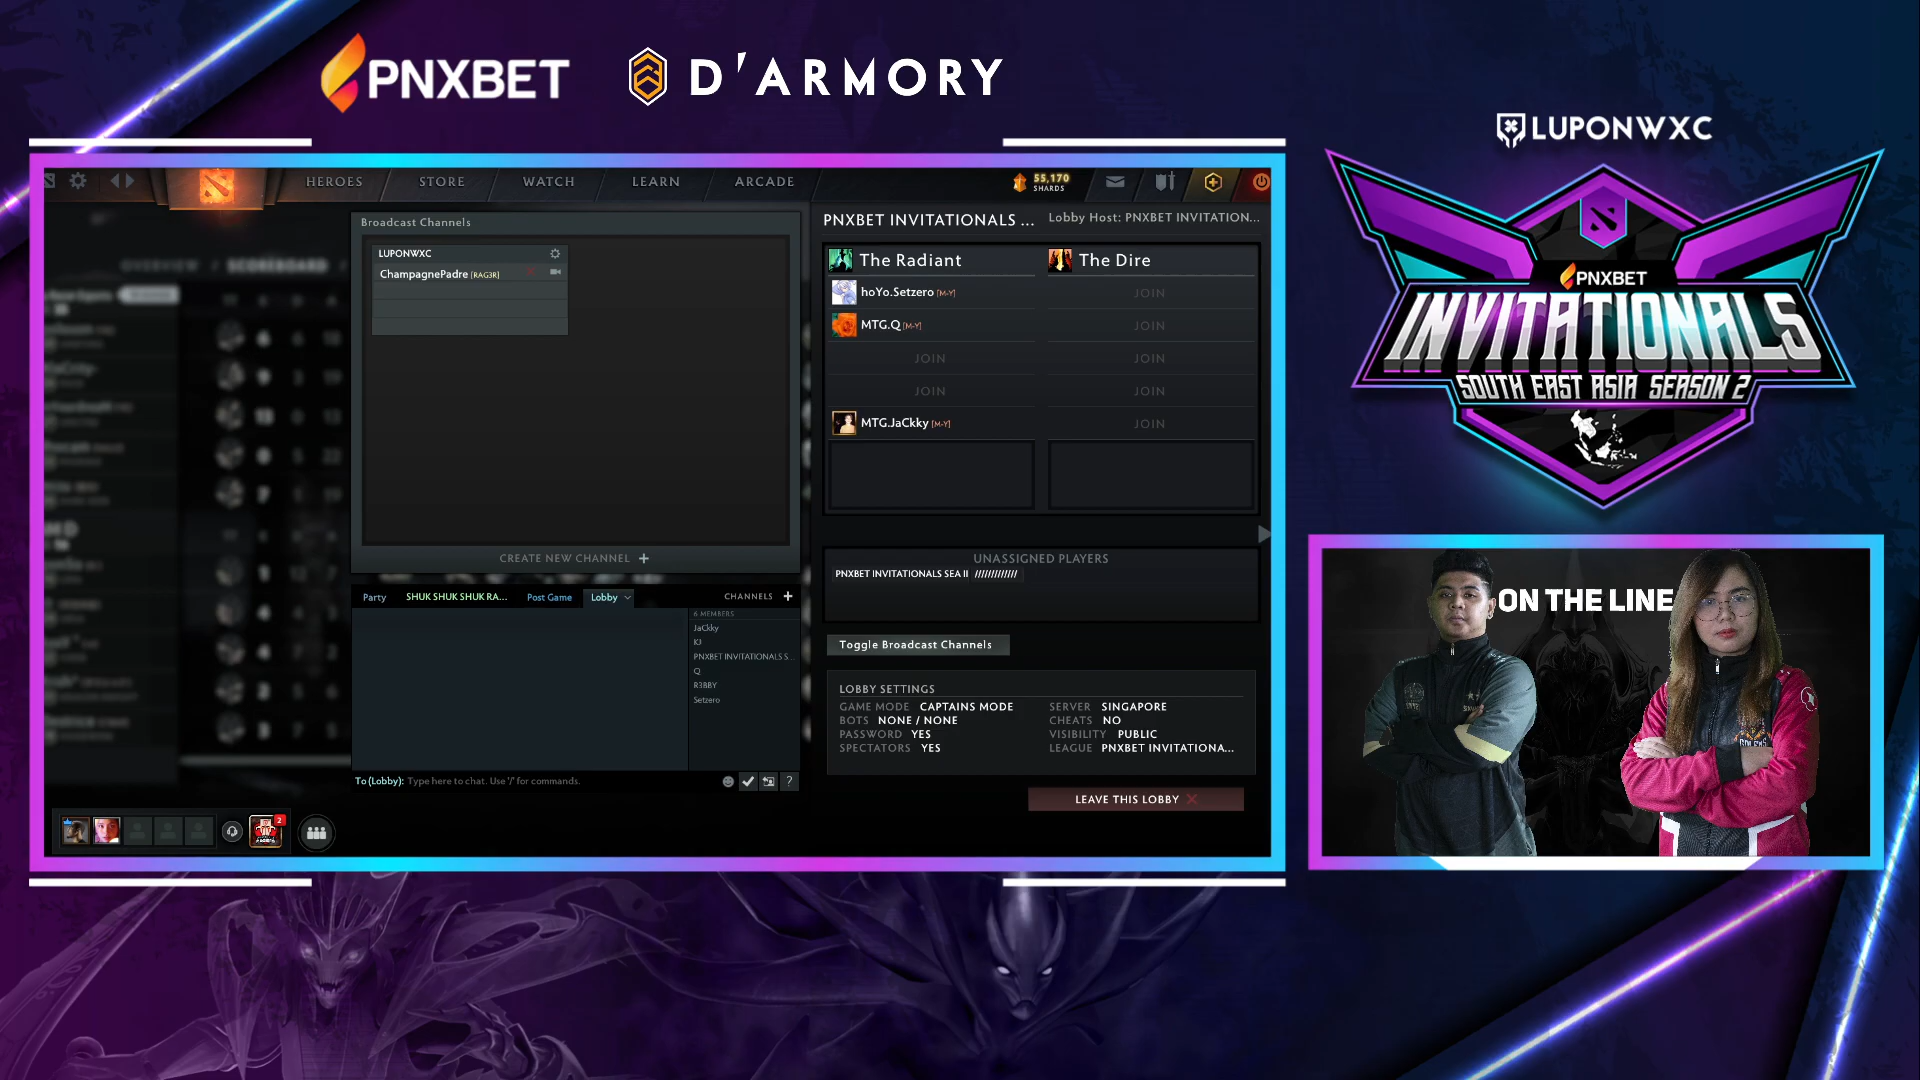 PNXBET
D'ARMORY
LUPONWXC
HEROES
STORE
WATCH
LEARN
ARCADE
55,170
SHARDS
OVERVIEW / SCOREBOARD /
Broadcast Channels
LUPONWXC
ChampagnePadre [RAG3R]
CREATE NEW CHANNEL +
PNXBET INVITATIONALS ...
Lobby Host: PNXBET INVITATION...
The Radiant
The Dire
hoYo.Setzero [M-Y]
JOIN
MTG.Q [M-Y]
JOIN
JOIN
JOIN
JOIN
JOIN
MTG.JaCkky [M-Y]
JOIN
UNASSIGNED PLAYERS
PNXBET INVITATIONALS SEA II /////////////
Toggle Broadcast Channels
LOBBY SETTINGS
GAME MODE CAPTAINS MODE
SERVER SINGAPORE
BOTS NONE / NONE
CHEATS NO
PASSWORD YES
VISIBILITY PUBLIC
SPECTATORS YES
LEAGUE PNXBET INVITATIONA...
LEAVE THIS LOBBY X
Party
SHUK SHUK SHUK RA...
Post Game
Lobby
CHANNELS +
6 MEMBERS
JaCkky
KJ
PNXBET INVITATIONALS S...
Q
R3BBY
Setzero
To (Lobby): Type here to chat. Use '/' for commands.
?
2
PNXBET
INVITATIONALS
SOUTH EAST ASIA SEASON 2
ON THE LINE